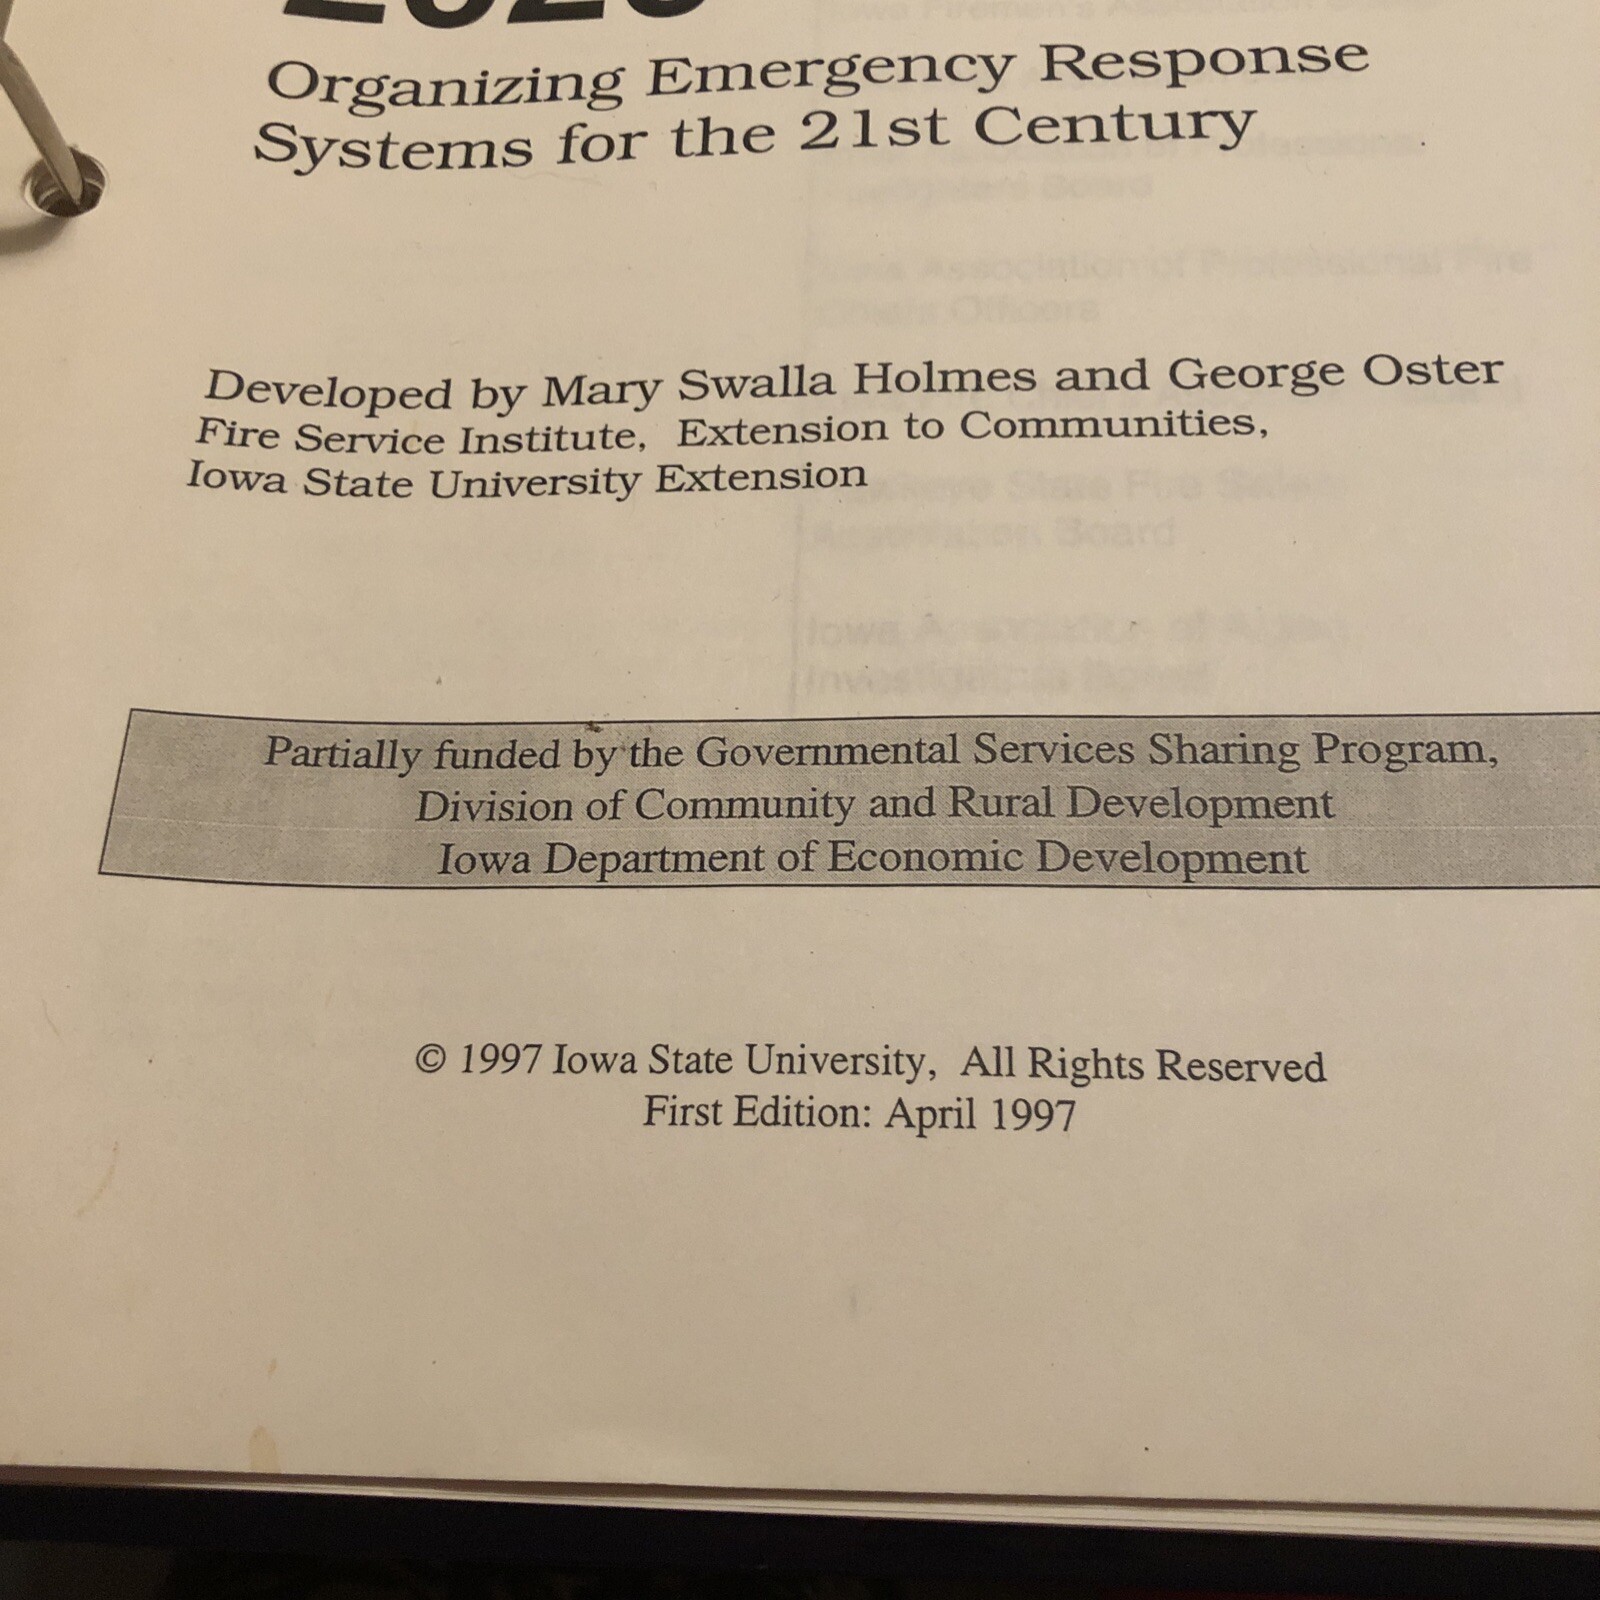 Organizing Emergency Response
Systems for the 21st Century
Developed by Mary Swalla Holmes and George Oster
Fire Service Institute, Extension to Communities,
Iowa State University Extension
Partially funded by the Governmental Services Sharing Program,
Division of Community and Rural Development
Iowa Department of Economic Development
© 1997 Iowa State University, All Rights Reserved
First Edition: April 1997